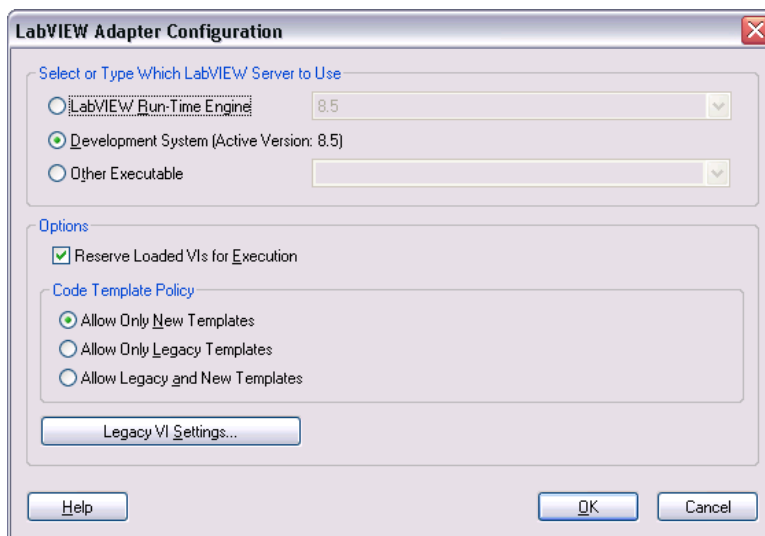 LabVIEW Adapter Configuration
Select or Type Which LabVIEW Server to Use
LabVIEW Run-Time Engine 8.5
Development System (Active Version: 8.5)
Other Executable
Options
Reserve Loaded VIs for Execution
Code Template Policy
Allow Only New Templates
Allow Only Legacy Templates
Allow Legacy and New Templates
Legacy VI Settings...
Help OK Cancel